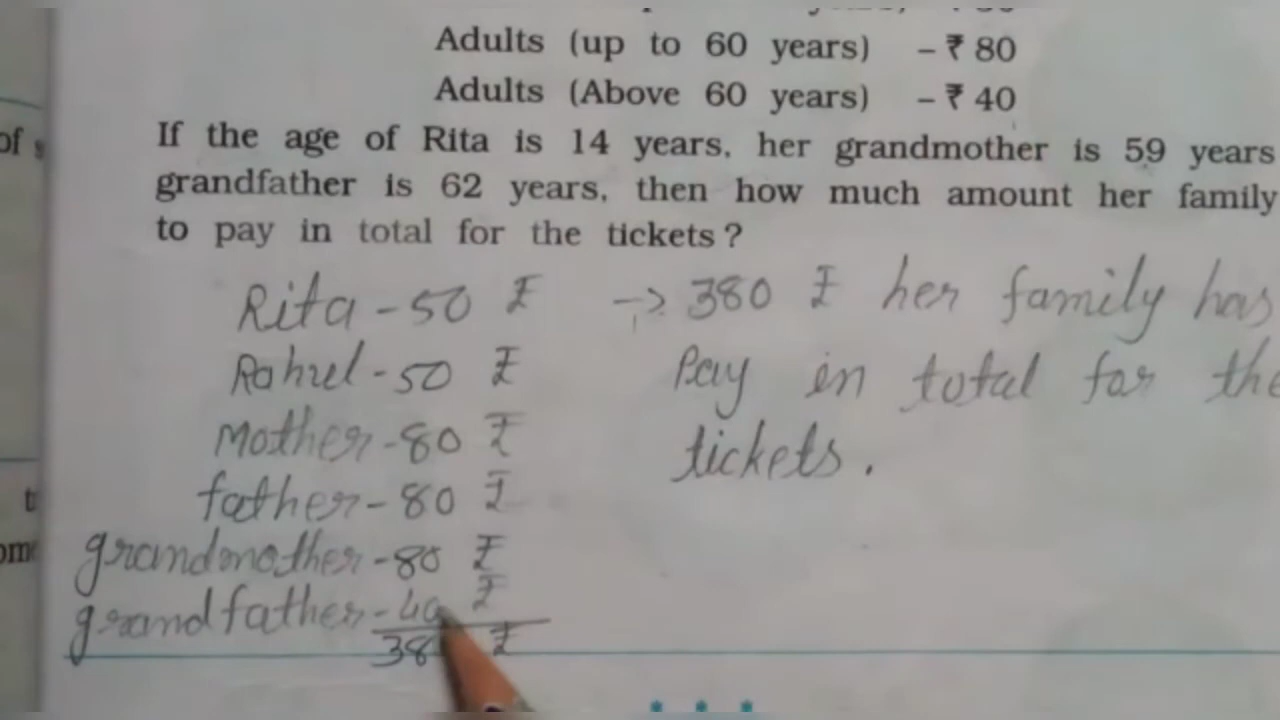 Adults (up to 60 years) – ₹ 80
Adults (Above 60 years) – ₹ 40
If the age of Rita is 14 years, her grandmother is 59 years
grandfather is 62 years, then how much amount her family
to pay in total for the tickets ?
Rita - 50 ₹
Rahul - 50 ₹
Mother - 80 ₹
father - 80 ₹
grandmother - 80 ₹
grandfather - 40 ₹
38 ₹
-> 380 ₹ her family has
Pay in total for the
tickets.
of